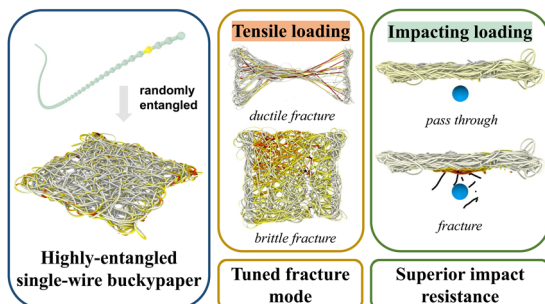 randomly
entangled
Highly-entangled
single-wire buckypaper
Tensile loading
ductile fracture
brittle fracture
Tuned fracture
mode
Impacting loading
pass through
fracture
Superior impact
resistance